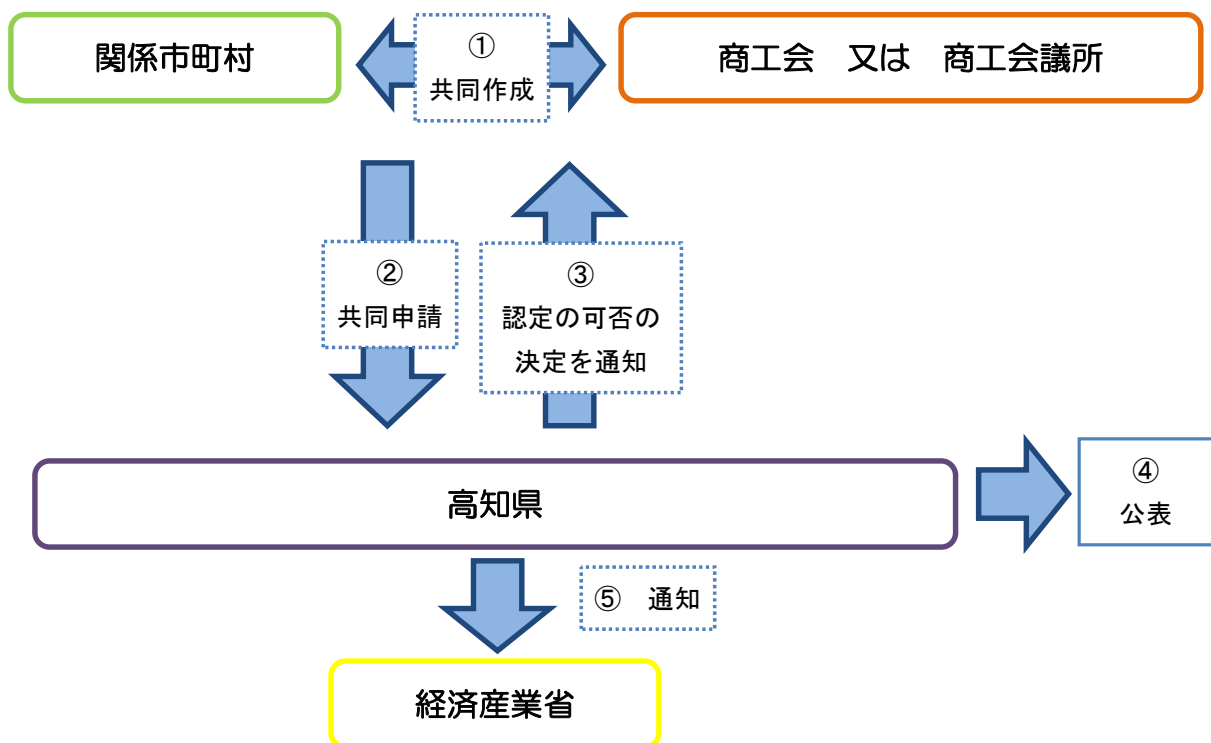 関係市町村
①
共同作成
商工会　又は　商工会議所
②
共同申請
③
認定の可否の
決定を通知
高知県
④
公表
⑤　通知
経済産業省